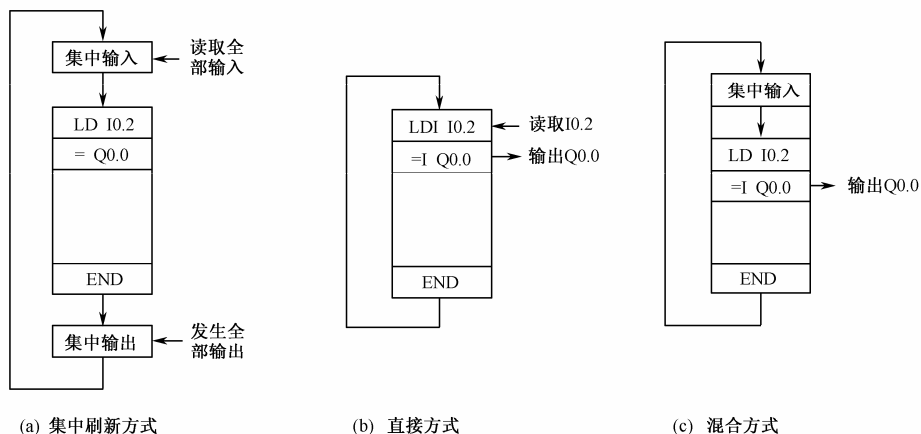 集中输入
读取全
部输入
LD I0.2
= Q0.0
END
集中输出
发生全
部输出
(a) 集中刷新方式
LDI I0.2
读取I0.2
=I Q0.0
输出Q0.0
END
(b) 直接方式
集中输入
LD I0.2
=I Q0.0
输出Q0.0
END
(c) 混合方式